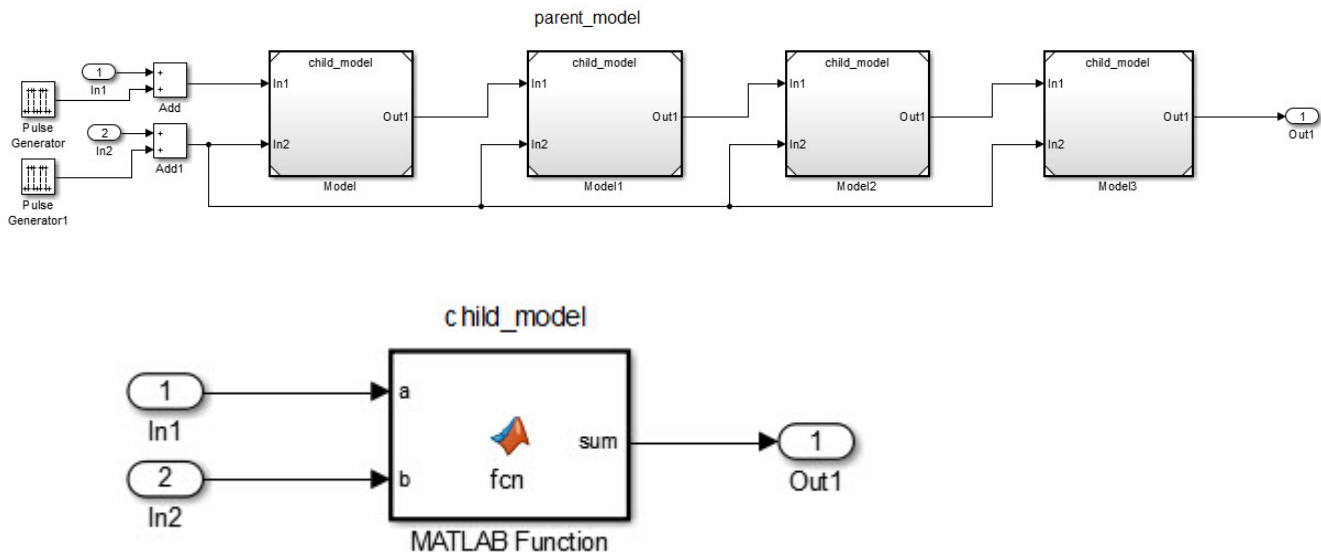 parent_model
1
In1
+
+
Add
Pulse
Generator
2
In2
+
+
Add1
Pulse
Generator1
child_model
In1
In2
Out1
Model
child_model
In1
In2
Out1
Model1
child_model
In1
In2
Out1
Model2
child_model
In1
In2
Out1
Model3
1
Out1
child_model
1
In1
2
In2
a
b
fcn
sum
MATLAB Function
1
Out1